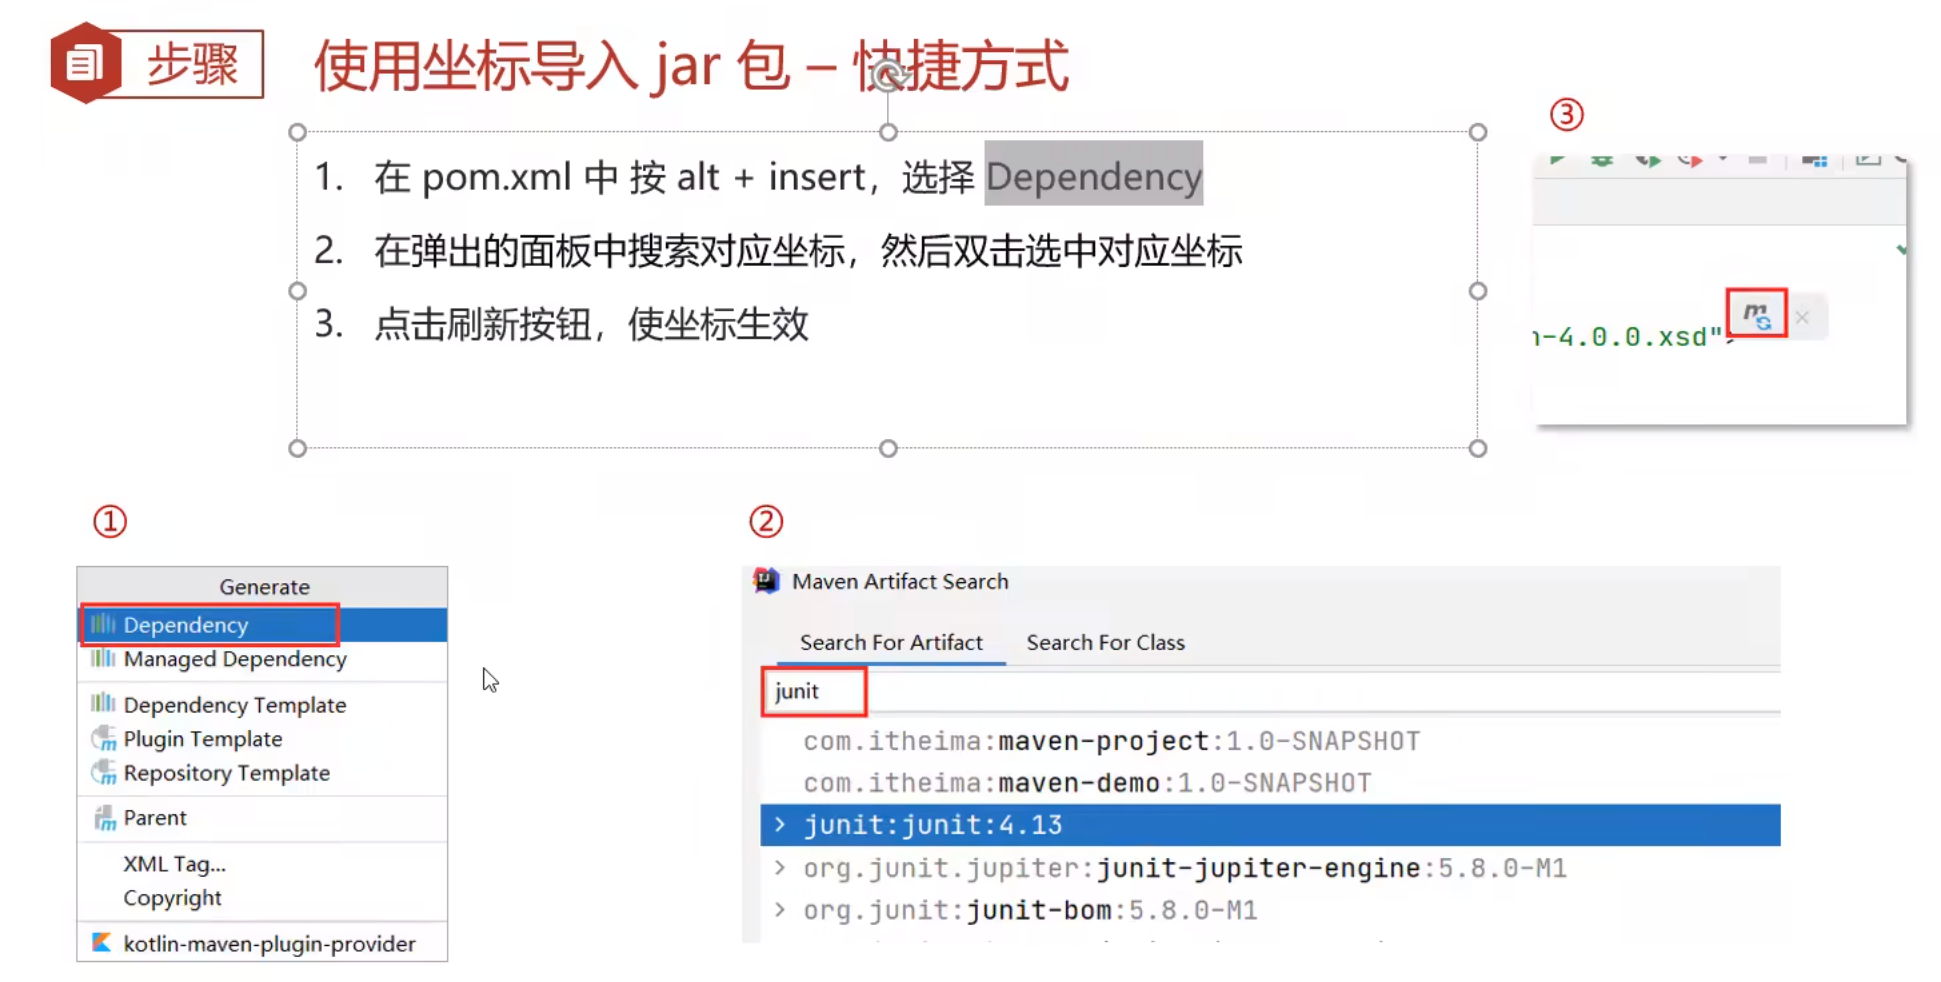 步骤
使用坐标导入 jar 包 – 快捷方式
1. 在 pom.xml 中 按 alt + insert，选择 Dependency
2. 在弹出的面板中搜索对应坐标，然后双击选中对应坐标
3. 点击刷新按钮，使坐标生效
③
-4.0.0.xsd">
①
Generate
Dependency
Managed Dependency
Dependency Template
Plugin Template
Repository Template
Parent
XML Tag...
Copyright
kotlin-maven-plugin-provider
②
Maven Artifact Search
Search For Artifact Search For Class
junit
com.itheima:maven-project:1.0-SNAPSHOT
com.itheima:maven-demo:1.0-SNAPSHOT
junit:junit:4.13
org.junit.jupiter:junit-jupiter-engine:5.8.0-M1
org.junit:junit-bom:5.8.0-M1